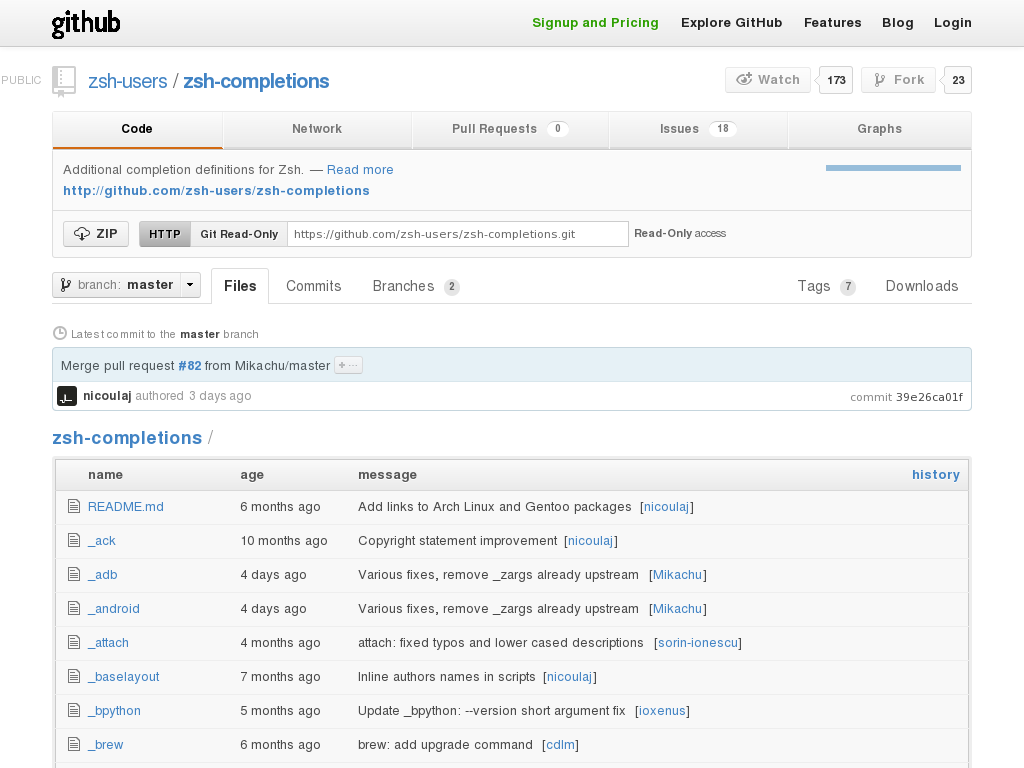 github
Signup and Pricing Explore GitHub Features Blog Login
PUBLIC zsh-users / zsh-completions Watch 173 Fork 23
Code Network Pull Requests 0 Issues 18 Graphs
Additional completion definitions for Zsh. — Read more
http://github.com/zsh-users/zsh-completions
ZIP HTTP Git Read-Only https://github.com/zsh-users/zsh-completions.git Read-Only access
branch: master Files Commits Branches 2 Tags 7 Downloads
Latest commit to the master branch
Merge pull request #82 from Mikachu/master + ...
nicoulaj authored 3 days ago commit 39e26ca01f
zsh-completions /
name age message history
README.md 6 months ago Add links to Arch Linux and Gentoo packages [nicoulaj]
_ack 10 months ago Copyright statement improvement [nicoulaj]
_adb 4 days ago Various fixes, remove _zargs already upstream [Mikachu]
_android 4 days ago Various fixes, remove _zargs already upstream [Mikachu]
_attach 4 months ago attach: fixed typos and lower cased descriptions [sorin-ionescu]
_baselayout 7 months ago Inline authors names in scripts [nicoulaj]
_bpython 5 months ago Update _bpython: --version short argument fix [ioxenus]
_brew 6 months ago brew: add upgrade command [cdlm]